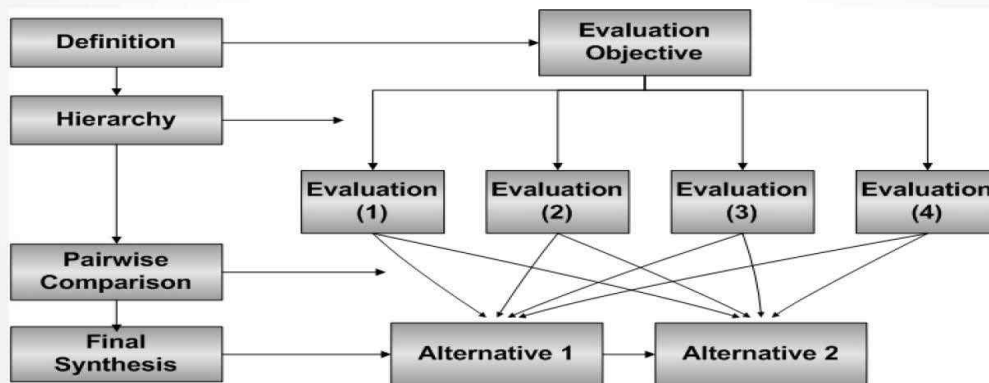 Definition
Evaluation
Objective
Hierarchy
Evaluation
(1)
Evaluation
(2)
Evaluation
(3)
Evaluation
(4)
Pairwise
Comparison
Final
Synthesis
Alternative 1
Alternative 2